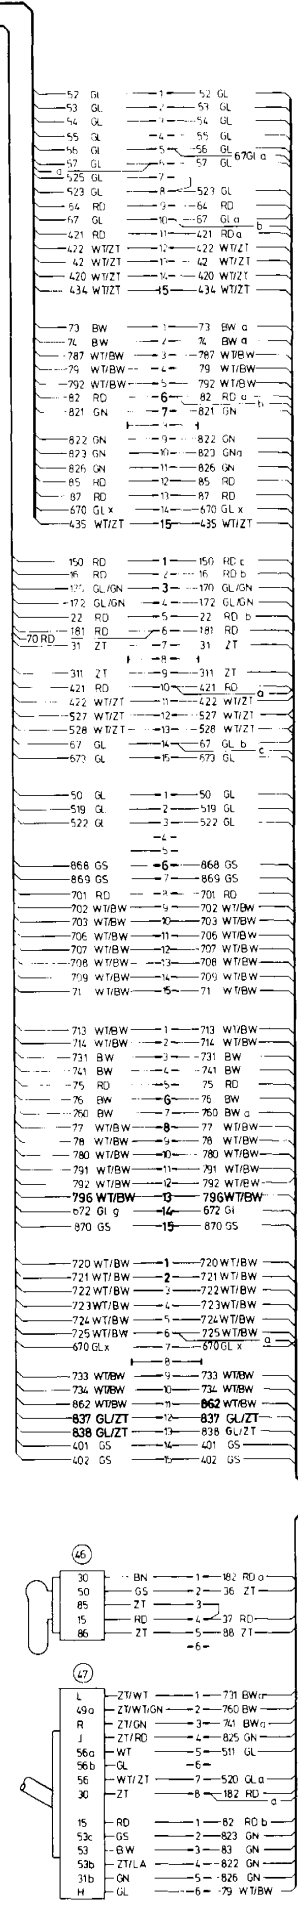 52 GL 1 52 GL
53 GL 2 53 GL
54 GL 3 54 GL
55 GL 4 55 GL
56 GL 5 56 GL 67 GL a
57 GL 6 57 GL
a
525 GL 7
523 GL 8 523 GL
64 RD 9 64 RD
67 GL 10 67 GL a b
421 RD 11 421 RD a
422 WT/ZT 12 422 WT/ZT
42 WT/ZT 13 42 WT/ZT
420 WT/ZT 14 420 WT/ZT
434 WT/ZT 15 434 WT/ZT
73 BW 1 73 BW a
74 BW 2 74 BW a
787 WT/BW 3 787 WT/BW
79 WT/BW 4 79 WT/BW
792 WT/BW 5 792 WT/BW
82 RD 6 82 RD a b
821 GN 7 821 GN
8
822 GN 9 822 GN
823 GN 10 823 GN a
826 GN 11 826 GN
85 RD 12 85 RD
87 RD 13 87 RD
670 GL x 14 670 GL x
435 WT/ZT 15 435 WT/ZT
150 RD 1 150 RD c
16 RD 2 16 RD b
170 GL/GN 3 170 GL/GN
172 GL/GN 4 172 GL/GN
22 RD 5 22 RD b
181 RD 6 181 RD
70 RD
31 ZT 7 31 ZT
8
311 ZT 9 311 ZT
421 RD 10 421 RD a
422 WT/ZT 11 422 WT/ZT
527 WT/ZT 12 527 WT/ZT
528 WT/ZT 13 528 WT/ZT
67 GL 14 67 GL b c
673 GL 15 673 GL
50 GL 1 50 GL
519 GL 2 519 GL
522 GL 3 522 GL
4
5
868 GS 6 868 GS
869 GS 7 869 GS
701 RD 8 701 RD
702 WT/BW 9 702 WT/BW
703 WT/BW 10 703 WT/BW
706 WT/BW 11 706 WT/BW
707 WT/BW 12 707 WT/BW
708 WT/BW 13 708 WT/BW
709 WT/BW 14 709 WT/BW
71 WT/BW 15 71 WT/BW
713 WT/BW 1 713 WT/BW
714 WT/BW 2 714 WT/BW
731 BW 3 731 BW
741 BW 4 741 BW
75 RD 5 75 RD
76 BW 6 76 BW
760 BW 7 760 BW a
77 WT/BW 8 77 WT/BW
78 WT/BW 9 78 WT/BW
780 WT/BW 10 780 WT/BW
791 WT/BW 11 791 WT/BW
792 WT/BW 12 792 WT/BW
796 WT/BW 13 796 WT/BW
672 Gl g 14 672 Gl
870 GS 15 870 GS
720 WT/BW 1 720 WT/BW
721 WT/BW 2 721 WT/BW
722 WT/BW 3 722 WT/BW
723 WT/BW 4 723 WT/BW
724 WT/BW 5 724 WT/BW
725 WT/BW 6 725 WT/BW a
670 GL x 7 670 GL x
8
733 WT/BW 9 733 WT/BW
734 WT/BW 10 734 WT/BW
862 WT/BW 11 862 WT/BW
837 GL/ZT 12 837 GL/ZT
838 GL/ZT 13 838 GL/ZT
401 GS 14 401 GS
402 GS 15 402 GS
46
30 BN 1 182 RD a
50 GS 2 36 ZT
85 ZT 3
15 RD 4 37 RD
86 ZT 5 88 ZT
6
47
L ZT/WT 1 731 BW a
49a ZT/WT/GN 2 760 BW
R ZT/GN 3 741 BW a
J ZT/RD 4 825 GN
56a WT 5 511 GL
56b GL 6
56 WT/ZT 7 520 GL a
30 ZT 8 182 RD a
15 RD 1 82 RD b
53c GS 2 823 GN
53 BW 3 83 GN
53b ZT/LA 4 822 GN
31b GN 5 826 GN
H GL 6 79 WT/BW